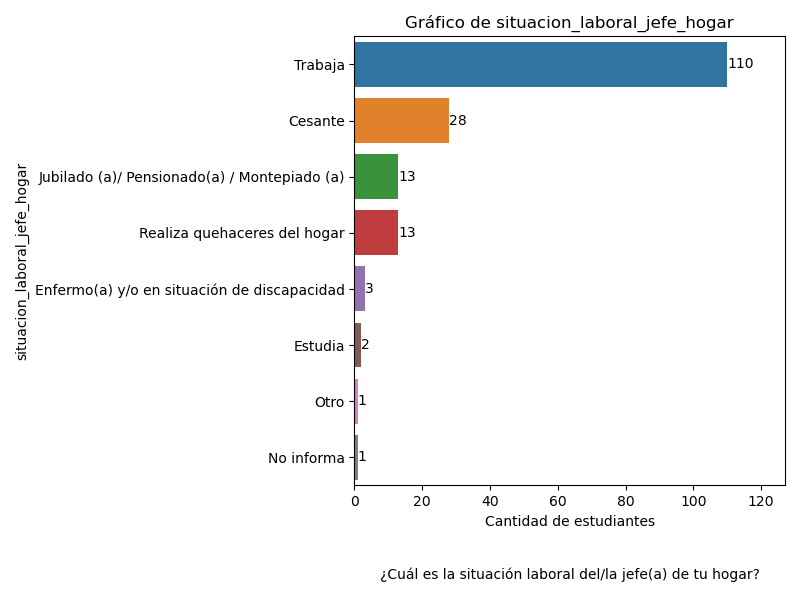 Gráfico de situacion_laboral_jefe_hogar
situacion_laboral_jefe_hogar
Trabaja 110
Cesante 28
Jubilado (a)/ Pensionado(a) / Montepiado (a) 13
Realiza quehaceres del hogar 13
Enfermo(a) y/o en situación de discapacidad 3
Estudia 2
Otro 1
No informa 1
0 20 40 60 80 100 120
Cantidad de estudiantes
¿Cuál es la situación laboral del/la jefe(a) de tu hogar?